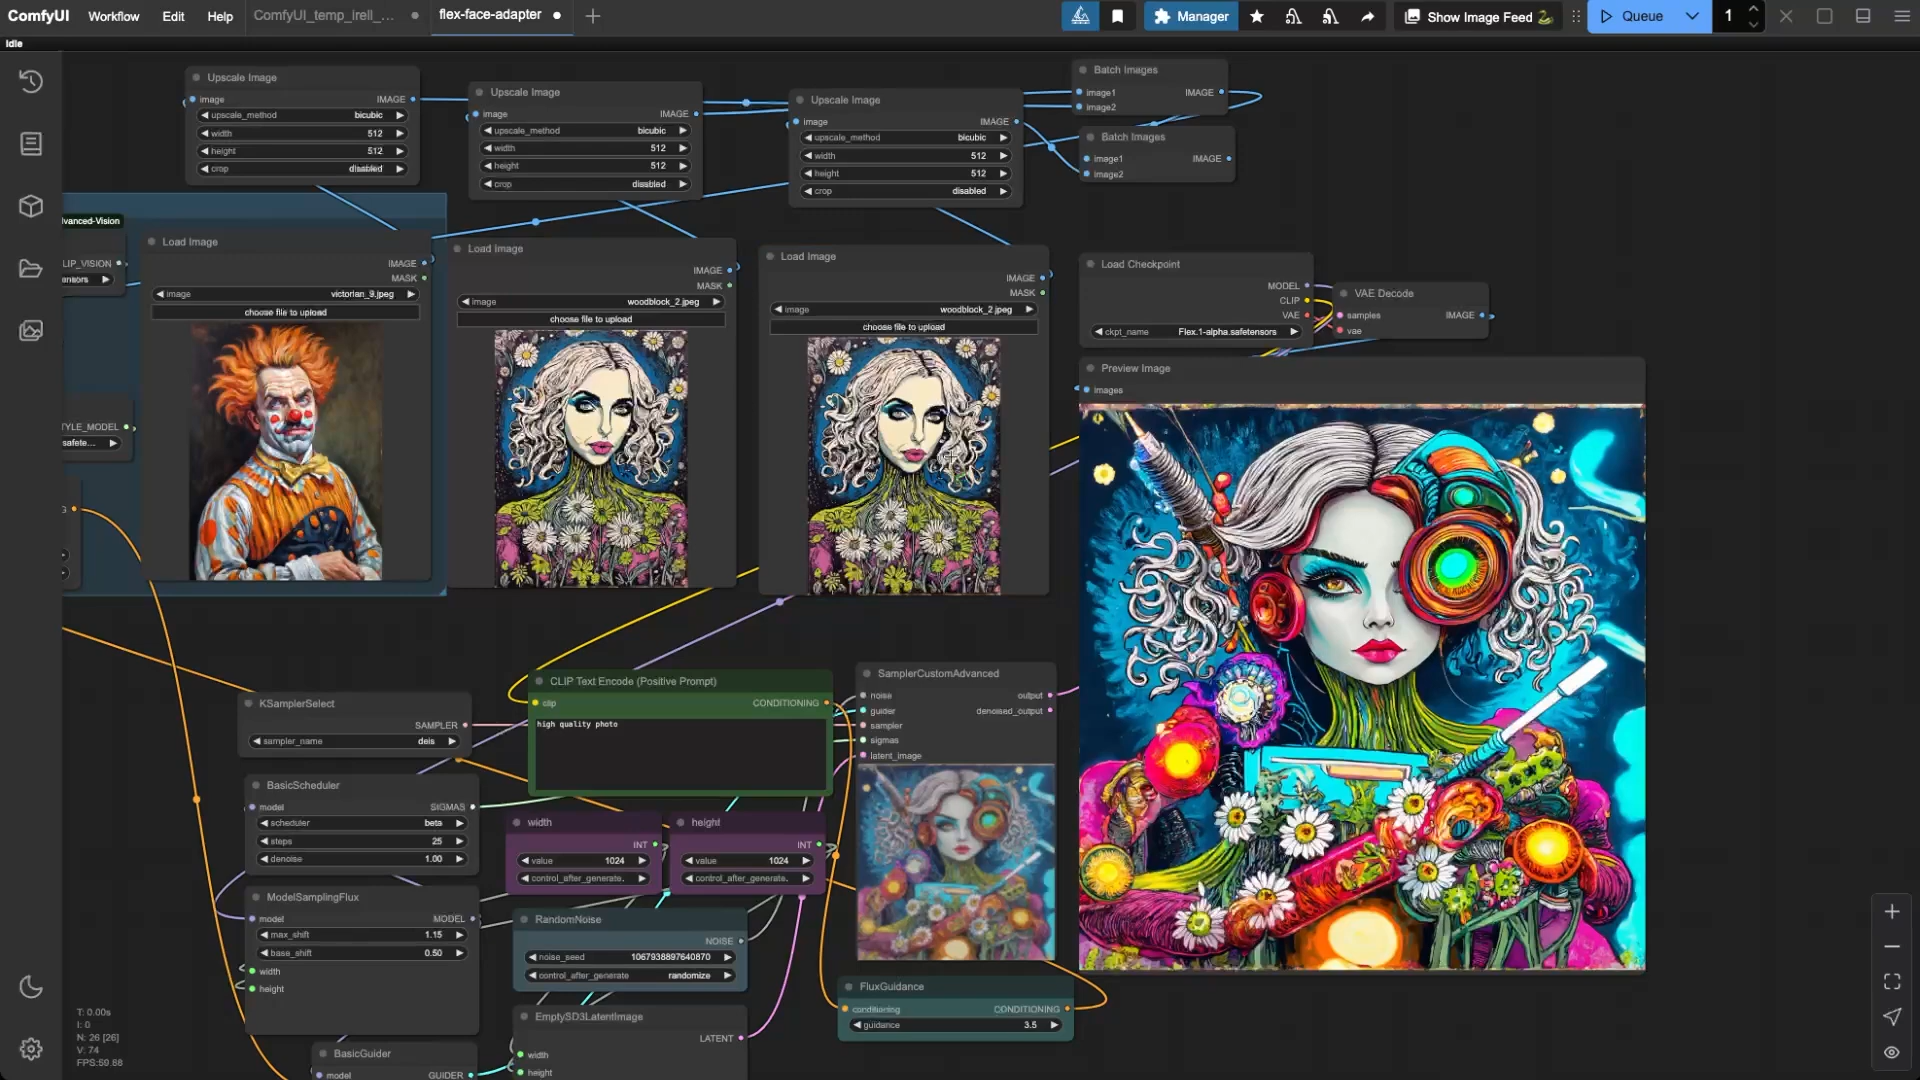 ComfyUI Workflow Edit Help ComfyUI_temp_irell_... flex-face-adapter
Manager Show Image Feed Queue 1
Idle
Upscale Image
image IMAGE
upscale_method bicubic
width 512
height 512
crop disabled
Upscale Image
image IMAGE
upscale_method bicubic
width 512
height 512
crop disabled
Upscale Image
image IMAGE
upscale_method bicubic
width 512
height 512
crop disabled
Batch Images
image1 IMAGE
image2
Batch Images
image1 IMAGE
image2
dvanced-Vision
LIP_VISION
ensors
TYLE_MODEL
safete...
G
Load Image
IMAGE
MASK
image victorian_9.jpeg
choose file to upload
Load Image
IMAGE
MASK
image woodblock_2.jpeg
choose file to upload
Load Image
IMAGE
MASK
image woodblock_2.jpeg
choose file to upload
Load Checkpoint
MODEL
CLIP
VAE
ckpt_name Flex.1-alpha.safetensors
VAE Decode
samples IMAGE
vae
Preview Image
images
KSamplerSelect
SAMPLER
sampler_name deis
CLIP Text Encode (Positive Prompt)
clip CONDITIONING
high quality photo
SamplerCustomAdvanced
noise output
guider denoised_output
sampler
sigmas
latent_image
BasicScheduler
model SIGMAS
scheduler beta
steps 25
denoise 1.00
width
INT
value 1024
control_after_generate.
height
INT
value 1024
control_after_generate.
ModelSamplingFlux
model MODEL
max_shift 1.15
base_shift 0.50
width
height
RandomNoise
NOISE
noise_seed 1067938897640870
control_after_generate randomize
FluxGuidance
conditioning CONDITIONING
guidance 3.5
EmptySD3LatentImage
LATENT
width
height
BasicGuider
model GUIDER
T: 0.00s
I: 0
N: 26 [26]
V: 74
FPS:59.88